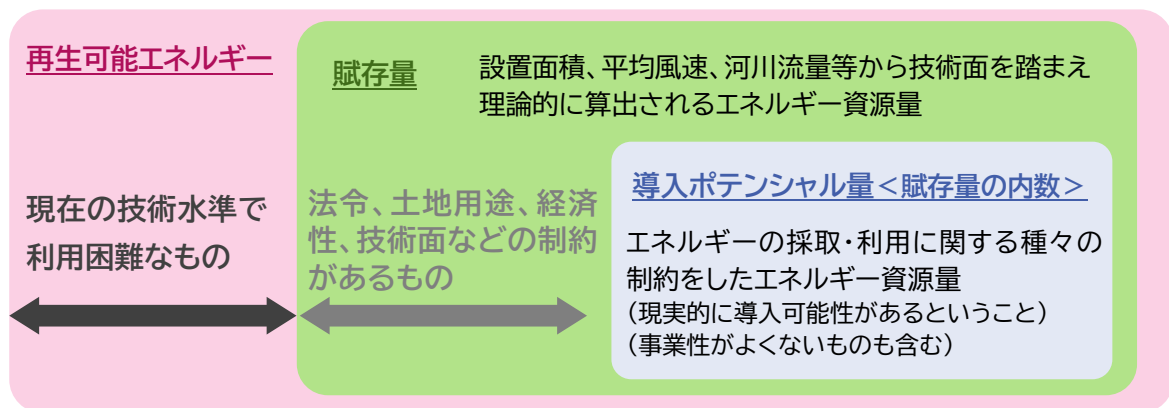 再生可能エネルギー
現在の技術水準で
利用困難なもの
賦存量
設置面積、平均風速、河川流量等から技術面を踏まえ
理論的に算出されるエネルギー資源量
法令、土地用途、経済
性、技術面などの制約
があるもの
導入ポテンシャル量<賦存量の内数>
エネルギーの採取・利用に関する種々の
制約をしたエネルギー資源量
(現実的に導入可能性があるということ)
(事業性がよくないものも含む)